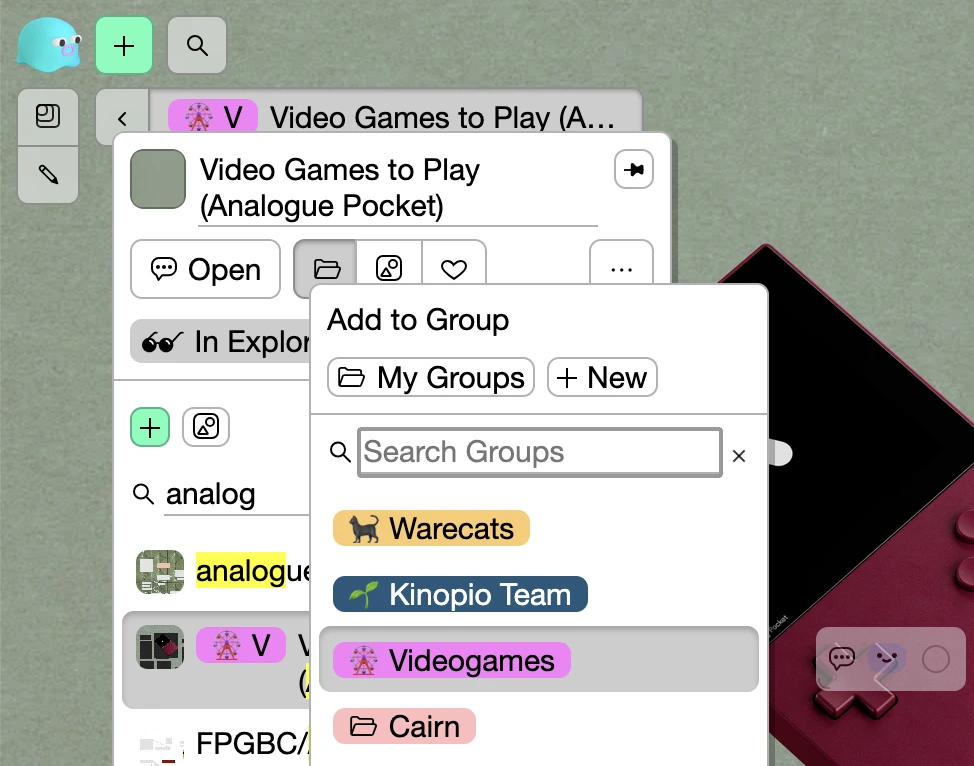 V Video Games to Play (A...
Video Games to Play
(Analogue Pocket)
Open
...
In Explor
Add to Group
My Groups
+ New
Search Groups
analog
Warecats
analogue
Kinopio Team
V
Videogames
Cairn
FPGBC/
Pocket